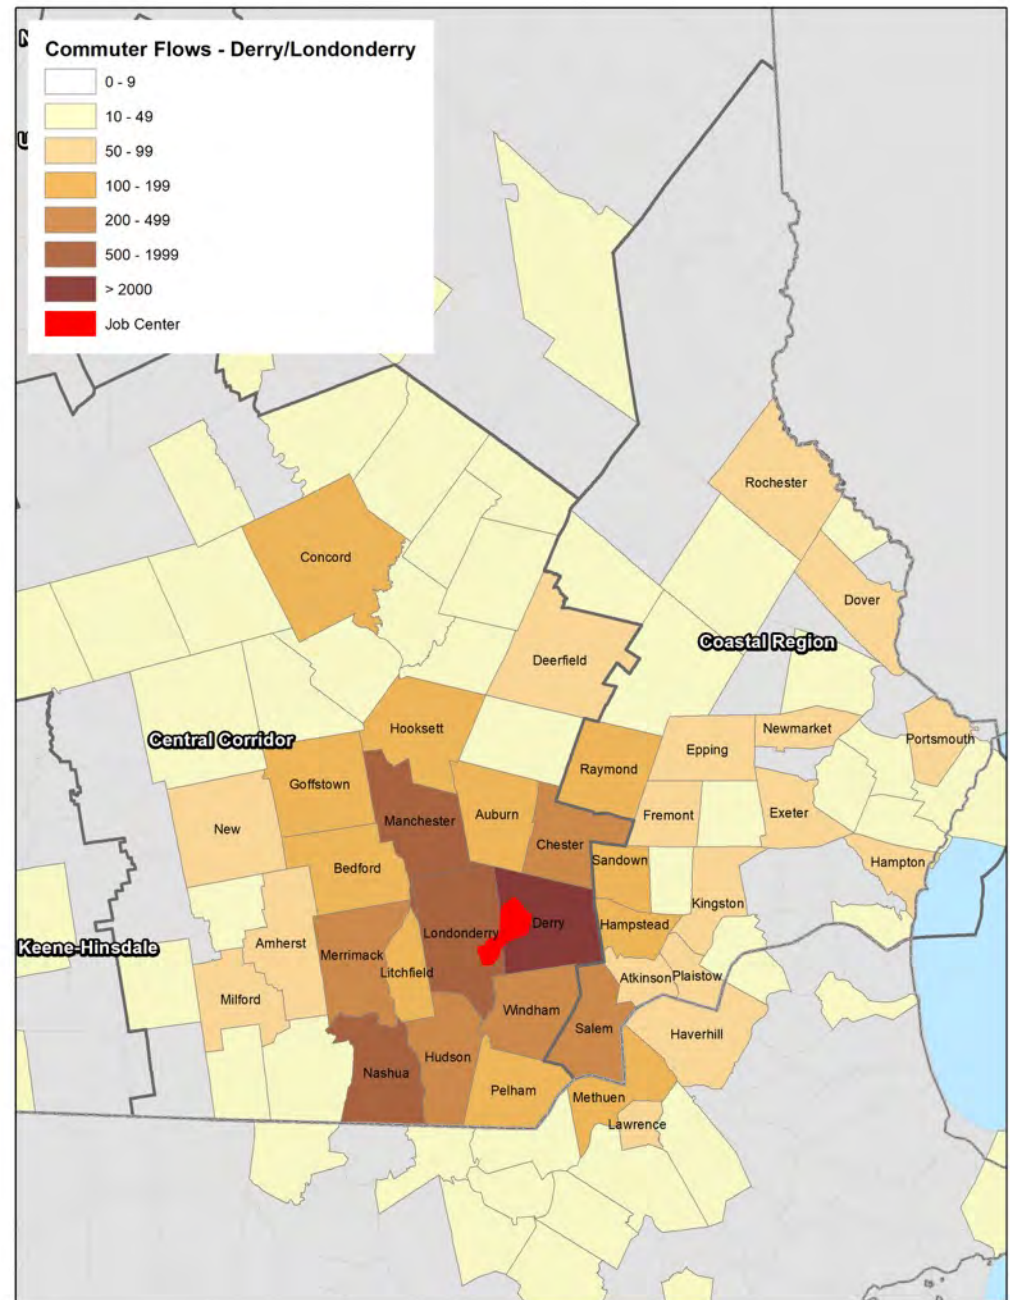 Commuter Flows - Derry/Londonderry
0 - 9
10 - 49
50 - 99
100 - 199
200 - 499
500 - 1999
> 2000
Job Center
Rochester
Concord
Dover
Coastal Region
Deerfield
Hooksett
Newmarket
Portsmouth
Central Corridor
Epping
Raymond
Goffstown
Manchester
Auburn
Fremont
Exeter
New
Chester
Sandown
Hampton
Bedford
Kingston
Keene-Hinsdale
Amherst
Londonderry
Derry
Hampstead
Merrimack
Litchfield
Atkinson
Plaistow
Milford
Windham
Salem
Haverhill
Nashua
Hudson
Pelham
Methuen
Lawrence